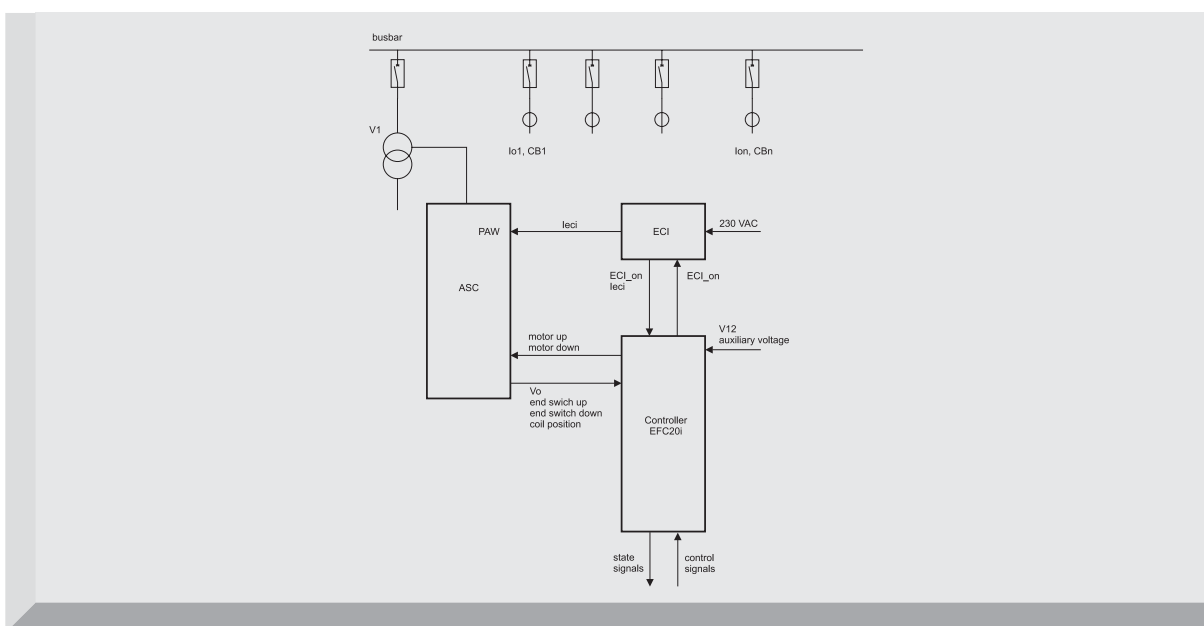 busbar
V1
Io1, CB1
Ion, CBn
PAW
Ieci
ECI
230 VAC
ASC
ECI_on
Ieci
ECI_on
motor up
motor down
V12
auxiliary voltage
Vo
end swich up
end switch down
coil position
Controller
EFC20i
state
signals
control
signals